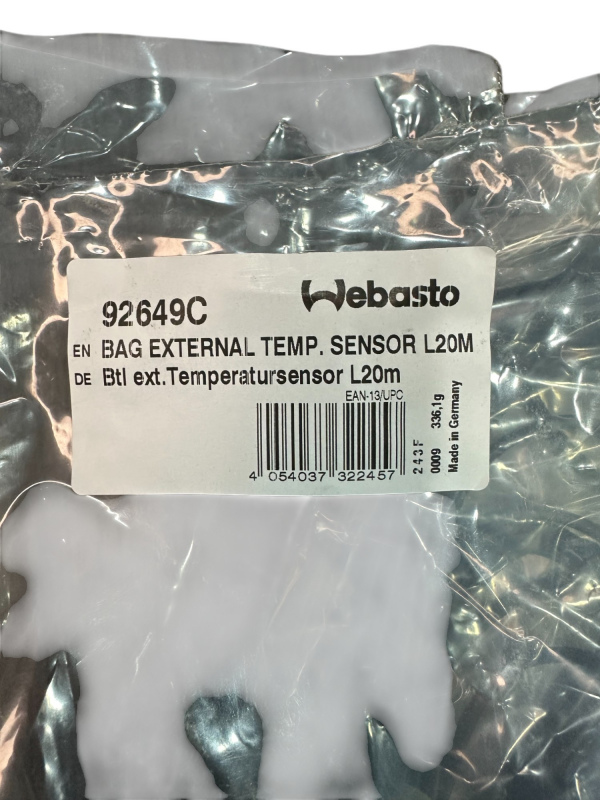 92649C
Webasto
EN BAG EXTERNAL TEMP. SENSOR L20M
DE Btl ext.Temperatursensor L20m
EAN-13/UPC
4 054037 322457
243F
0009 336,1g
Made in Germany